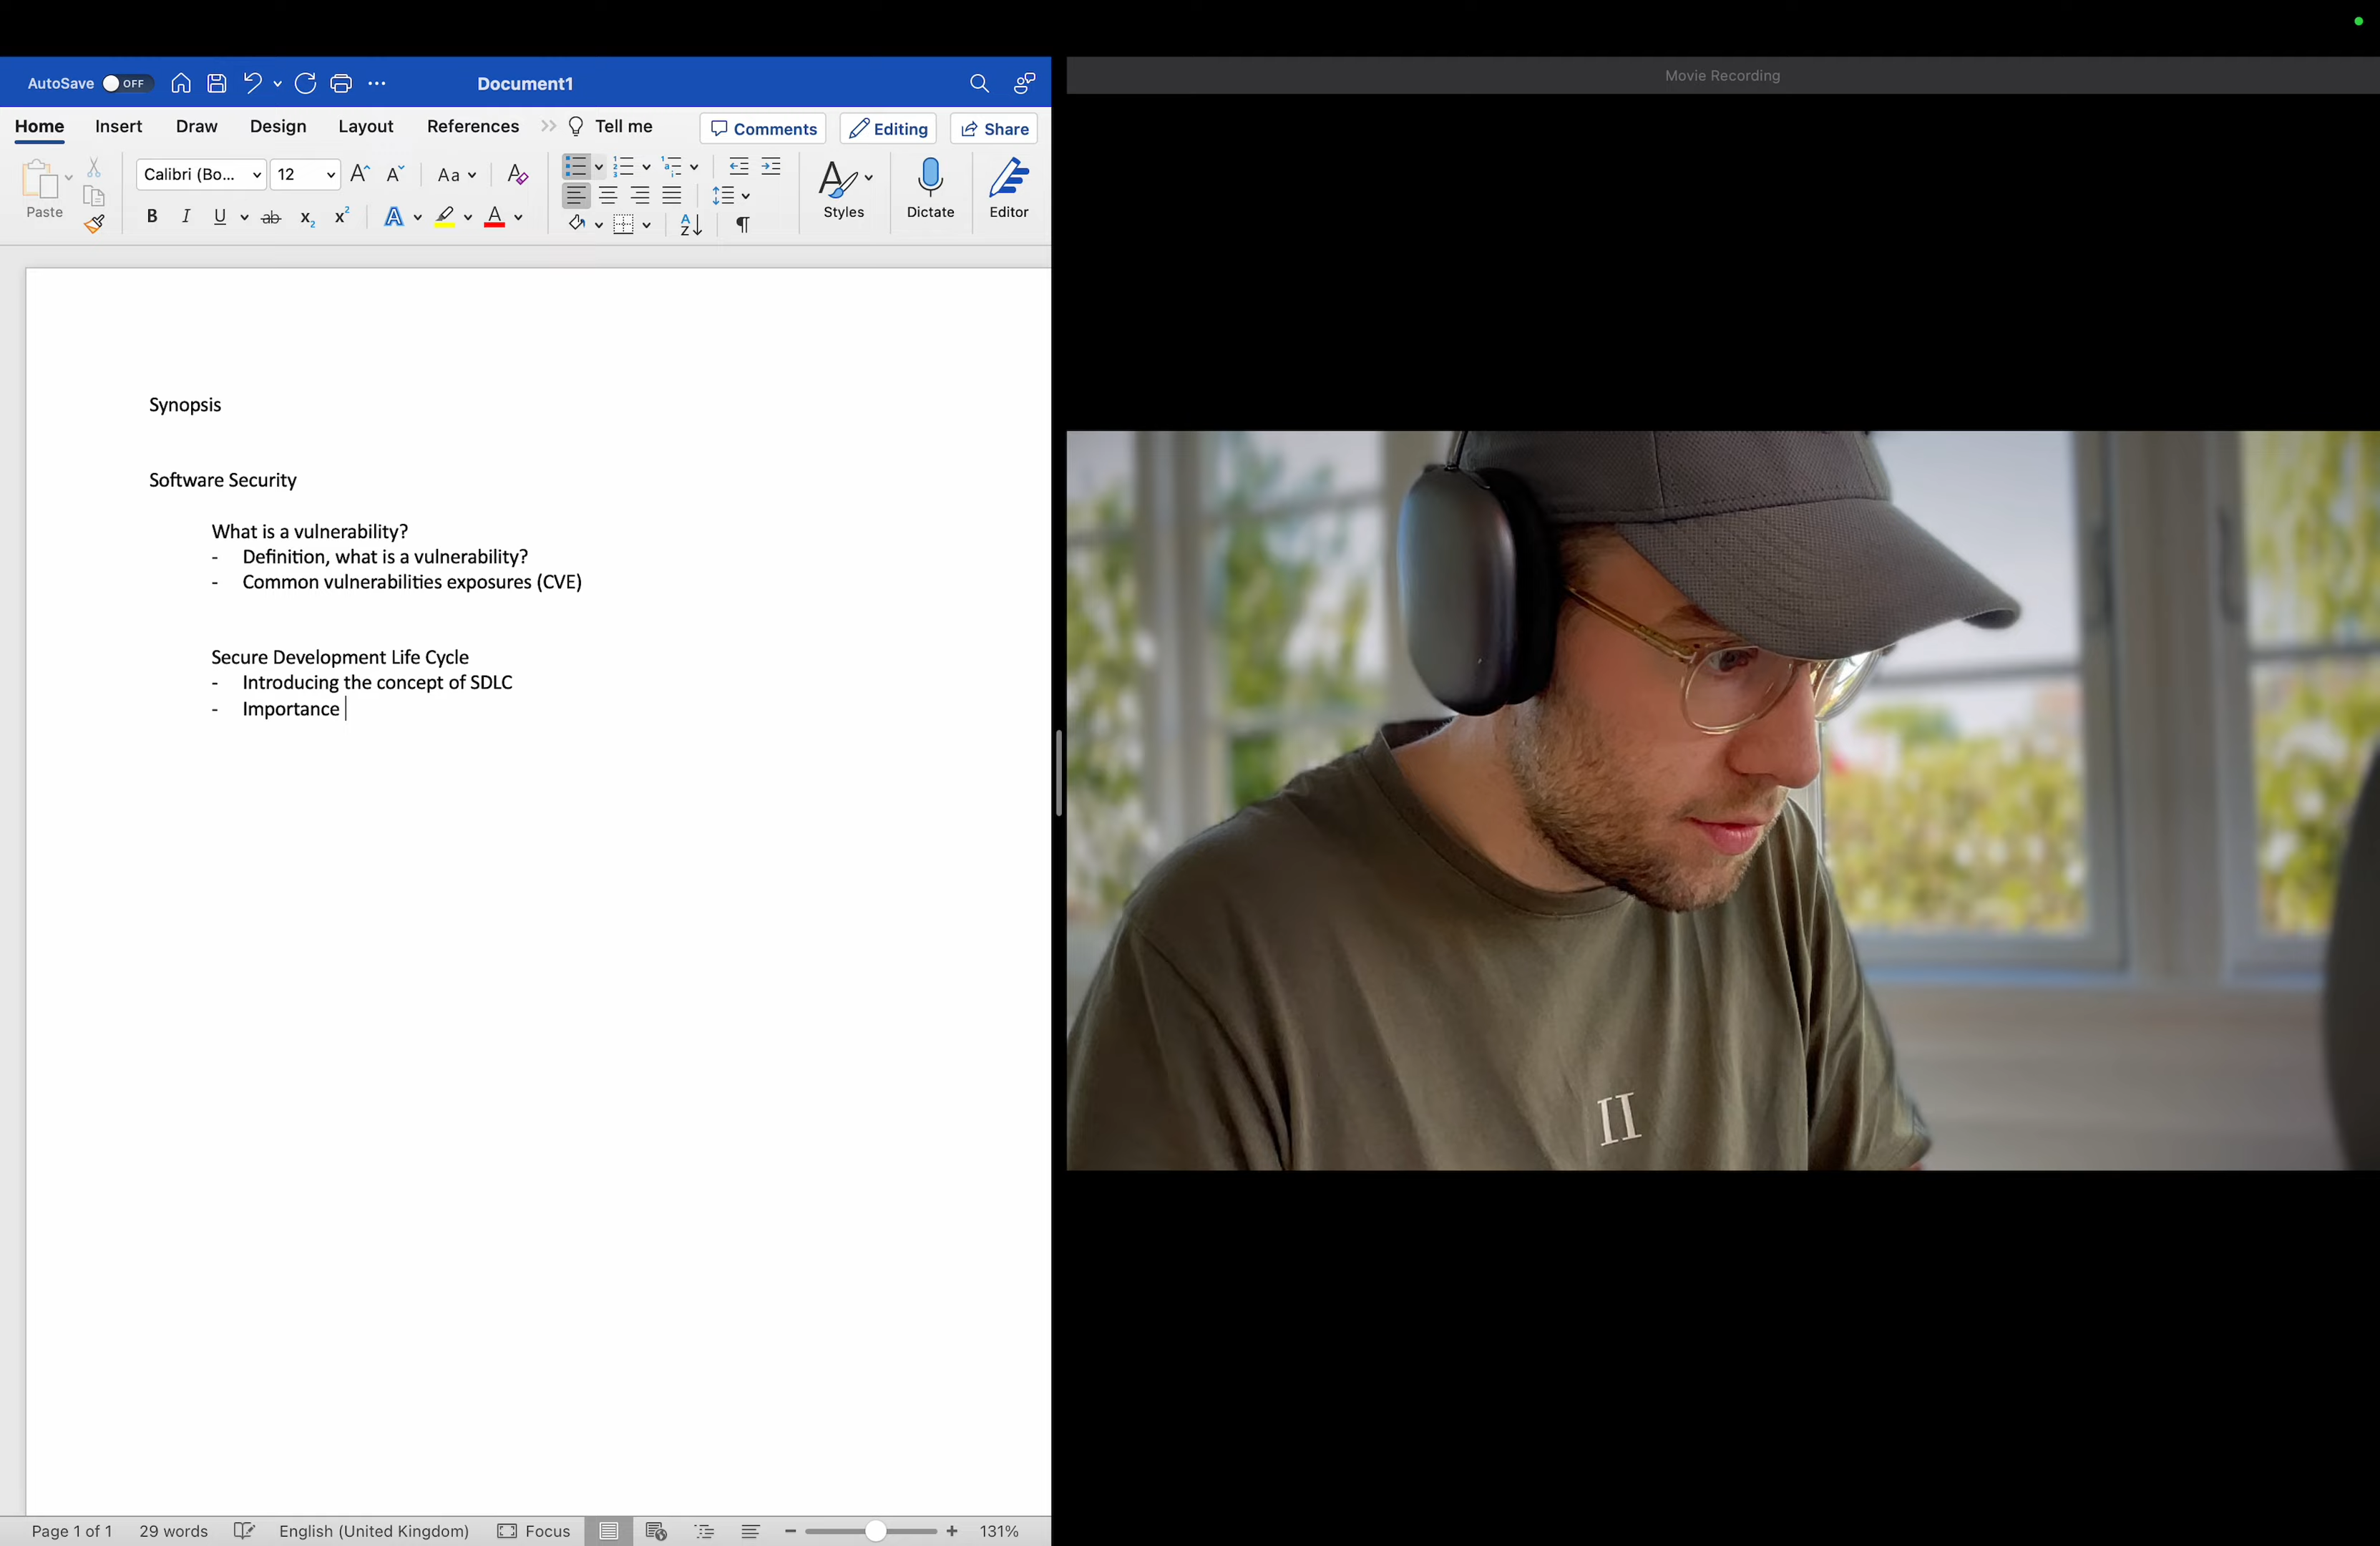 Movie Recording
AutoSave OFF
Document1
Home Insert Draw Design Layout References Tell me Comments Editing Share
Paste
Calibri (Bo... 12 Aa
Styles Dictate Editor
Synopsis
Software Security
What is a vulnerability?
- Definition, what is a vulnerability?
- Common vulnerabilities exposures (CVE)
Secure Development Life Cycle
- Introducing the concept of SDLC
- Importance
II
Page 1 of 1 29 words English (United Kingdom) Focus 131%